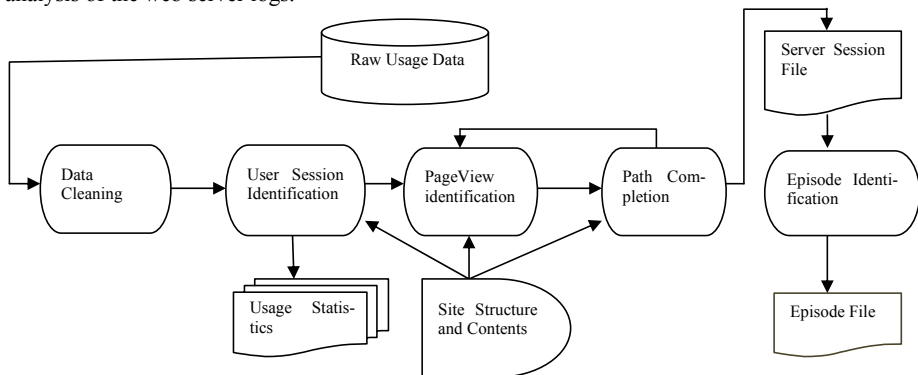 analysis of the web server logs.
Raw Usage Data
Server Session
File
Data
Cleaning
User Session
Identification
PageView
identification
Path Com-
pletion
Episode Identi-
fication
Usage Statis-
tics
Site Structure
and Contents
Episode File